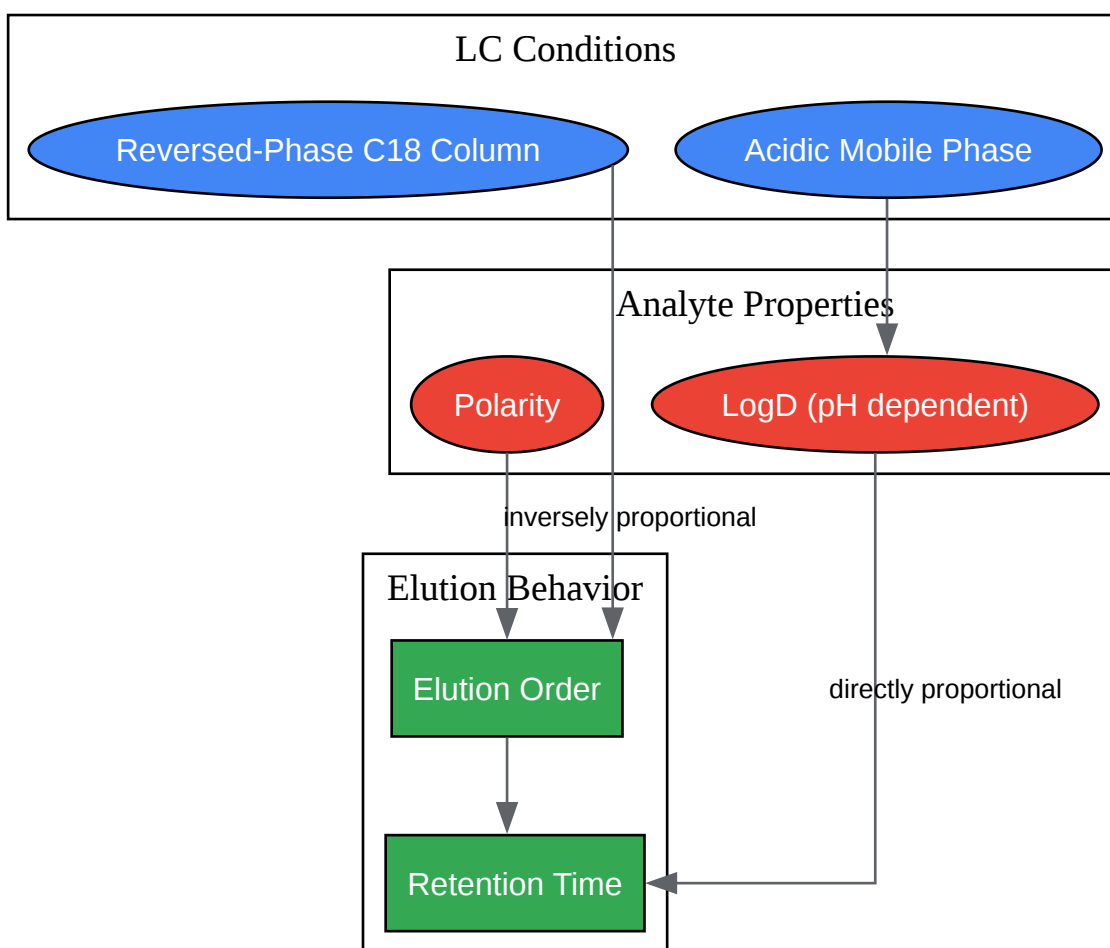 LC Conditions
Reversed-Phase C18 Column
Acidic Mobile Phase
Analyte Properties
Polarity
LogD (pH dependent)
inversely proportional
Elution Behavior
Elution Order
directly proportional
Retention Time